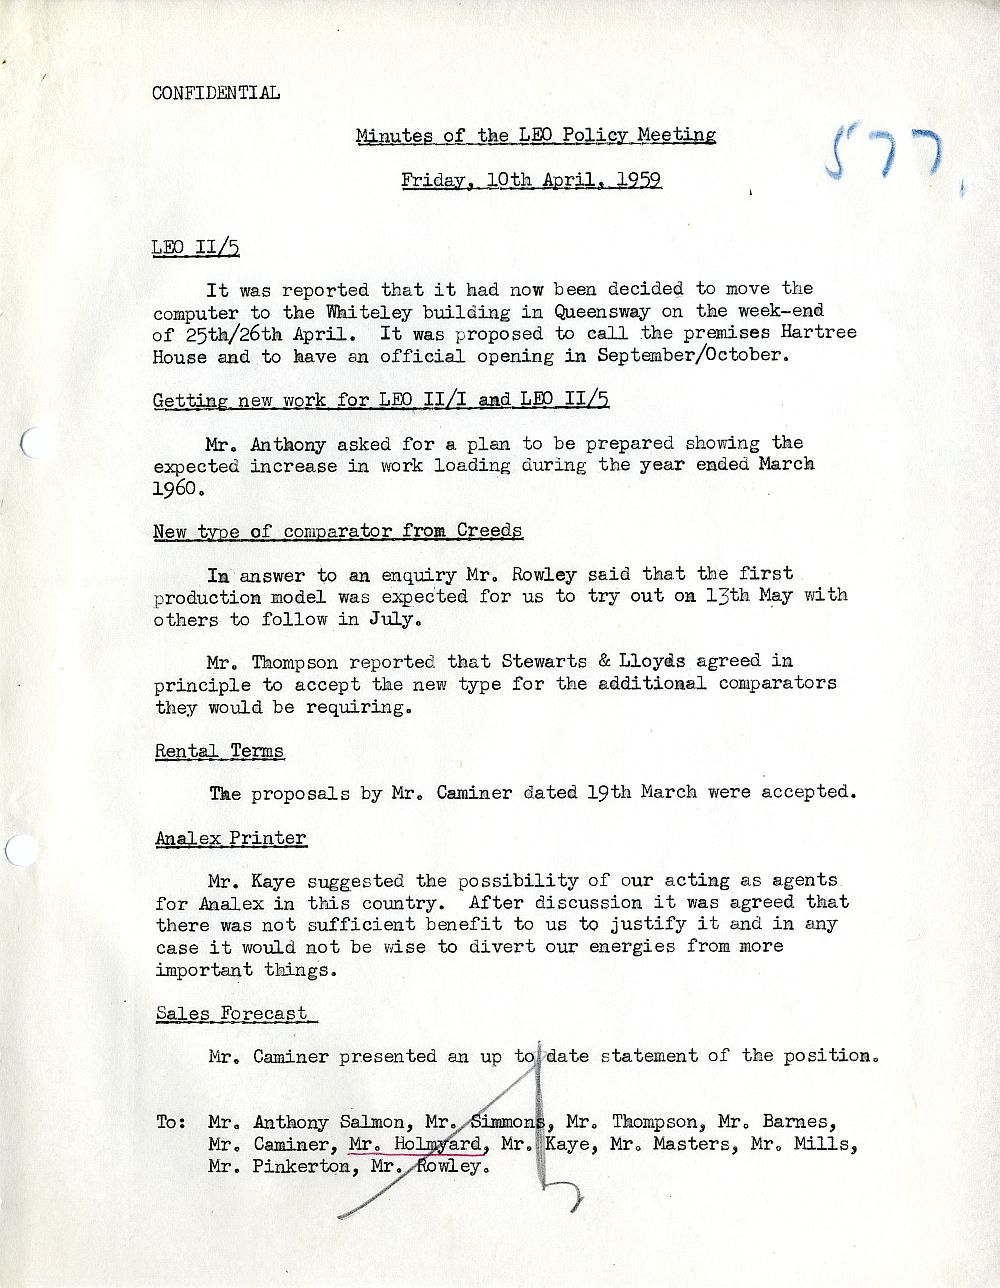 CONFIDENTIAL
Minutes of the LEO Policy Meeting
577
Friday, 10th April, 1959
LEO II/5
It was reported that it had now been decided to move the
computer to the Whiteley building in Queensway on the week-end
of 25th/26th April. It was proposed to call the premises Hartree
House and to have an official opening in September/October.
Getting new work for LEO II/I and LEO II/5
Mr. Anthony asked for a plan to be prepared showing the
expected increase in work loading during the year ended March
1960.
New type of comparator from Creeds
In answer to an enquiry Mr. Rowley said that the first
production model was expected for us to try out on 13th May with
others to follow in July.
Mr. Thompson reported that Stewarts & Lloyds agreed in
principle to accept the new type for the additional comparators
they would be requiring.
Rental Terms
The proposals by Mr. Caminer dated 19th March were accepted.
Analex Printer
Mr. Kaye suggested the possibility of our acting as agents
for Analex in this country. After discussion it was agreed that
there was not sufficient benefit to us to justify it and in any
case it would not be wise to divert our energies from more
important things.
Sales Forecast
Mr. Caminer presented an up to date statement of the position.
To: Mr. Anthony Salmon, Mr. Simmons, Mr. Thompson, Mr. Barnes,
Mr. Caminer, Mr. Holmyard, Mr. Kaye, Mr. Masters, Mr. Mills,
Mr. Pinkerton, Mr. Rowley.